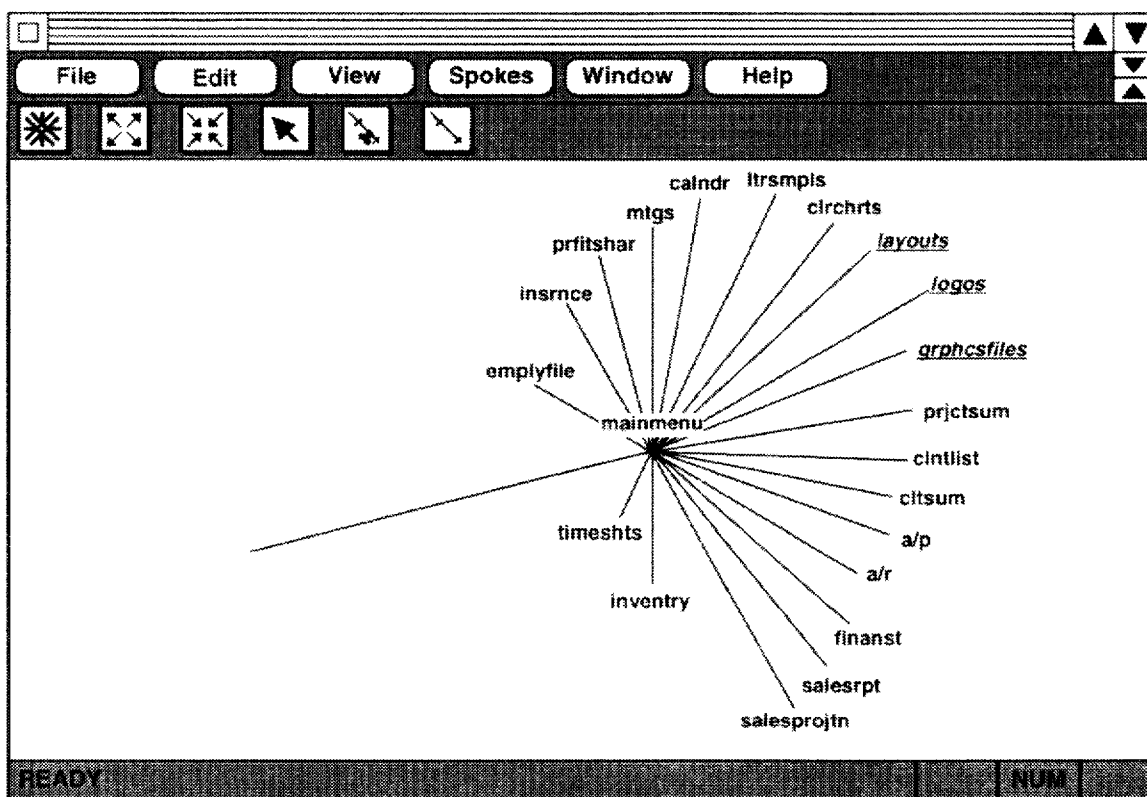 File Edit View Spokes Window Help
calndr
ltrsmpls
mtgs
clrchrts
prfitshar
layouts
insrnce
logos
emplyfile
grphcsfiles
mainmenu
prjctsum
clntlist
cltsum
timeshts
a/p
a/r
inventry
finanst
salesrpt
salesprojtn
READY NUM